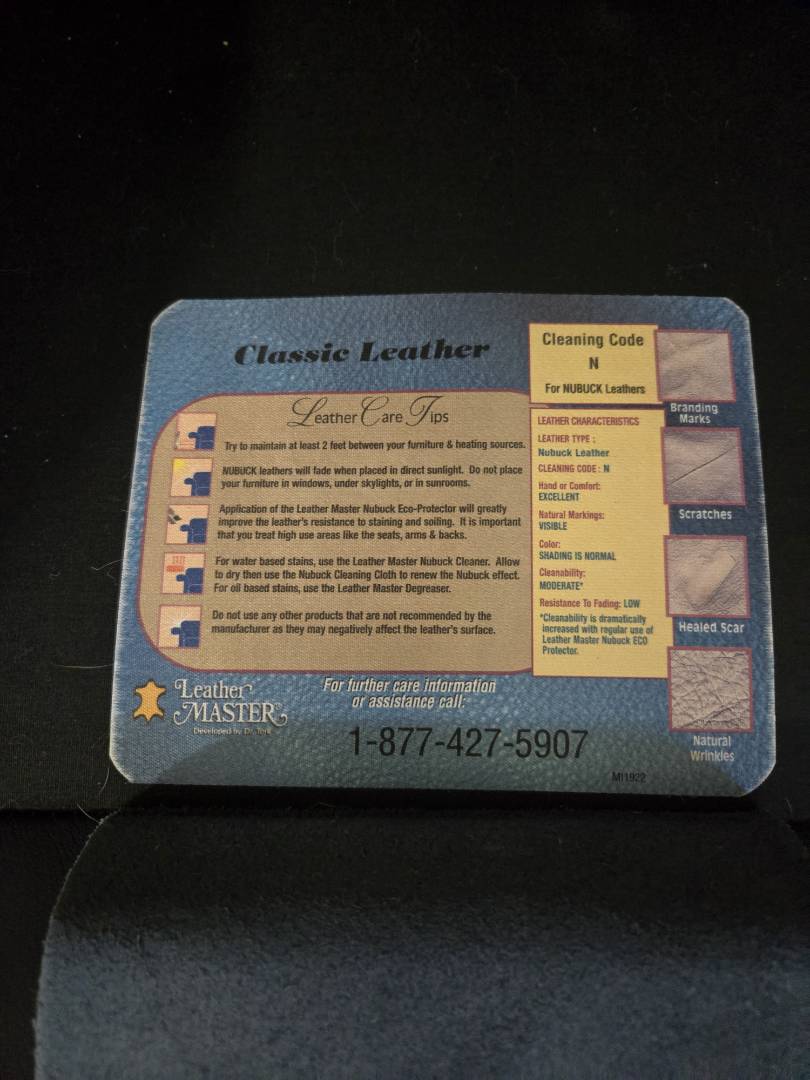 Classic Leather
Leather Care Tips
Try to maintain at least 2 feet between your furniture & heating sources.
NUBUCK leathers will fade when placed in direct sunlight. Do not place
your furniture in windows, under skylights, or in sunrooms.
Application of the Leather Master Nubuck Eco-Protector will greatly
improve the leather's resistance to staining and soiling. It is important
that you treat high use areas like the seats, arms & backs.
For water based stains, use the Leather Master Nubuck Cleaner. Allow
to dry then use the Nubuck Cleaning Cloth to renew the Nubuck effect.
For oil based stains, use the Leather Master Degreaser.
Do not use any other products that are not recommended by the
manufacturer as they may negatively affect the leather's surface.
Leather
MASTER
Developed by Dr. Tork
For further care information
or assistance call:
1-877-427-5907
MI1922
Cleaning Code
N
For NUBUCK Leathers
LEATHER CHARACTERISTICS
LEATHER TYPE :
Nubuck Leather
CLEANING CODE : N
Hand or Comfort:
EXCELLENT
Natural Markings:
VISIBLE
Color:
SHADING IS NORMAL
Cleanability:
MODERATE*
Resistance To Fading: LOW
*Cleanability is dramatically
increased with regular use of
Leather Master Nubuck ECO
Protector.
Branding
Marks
Scratches
Healed Scar
Natural
Wrinkles